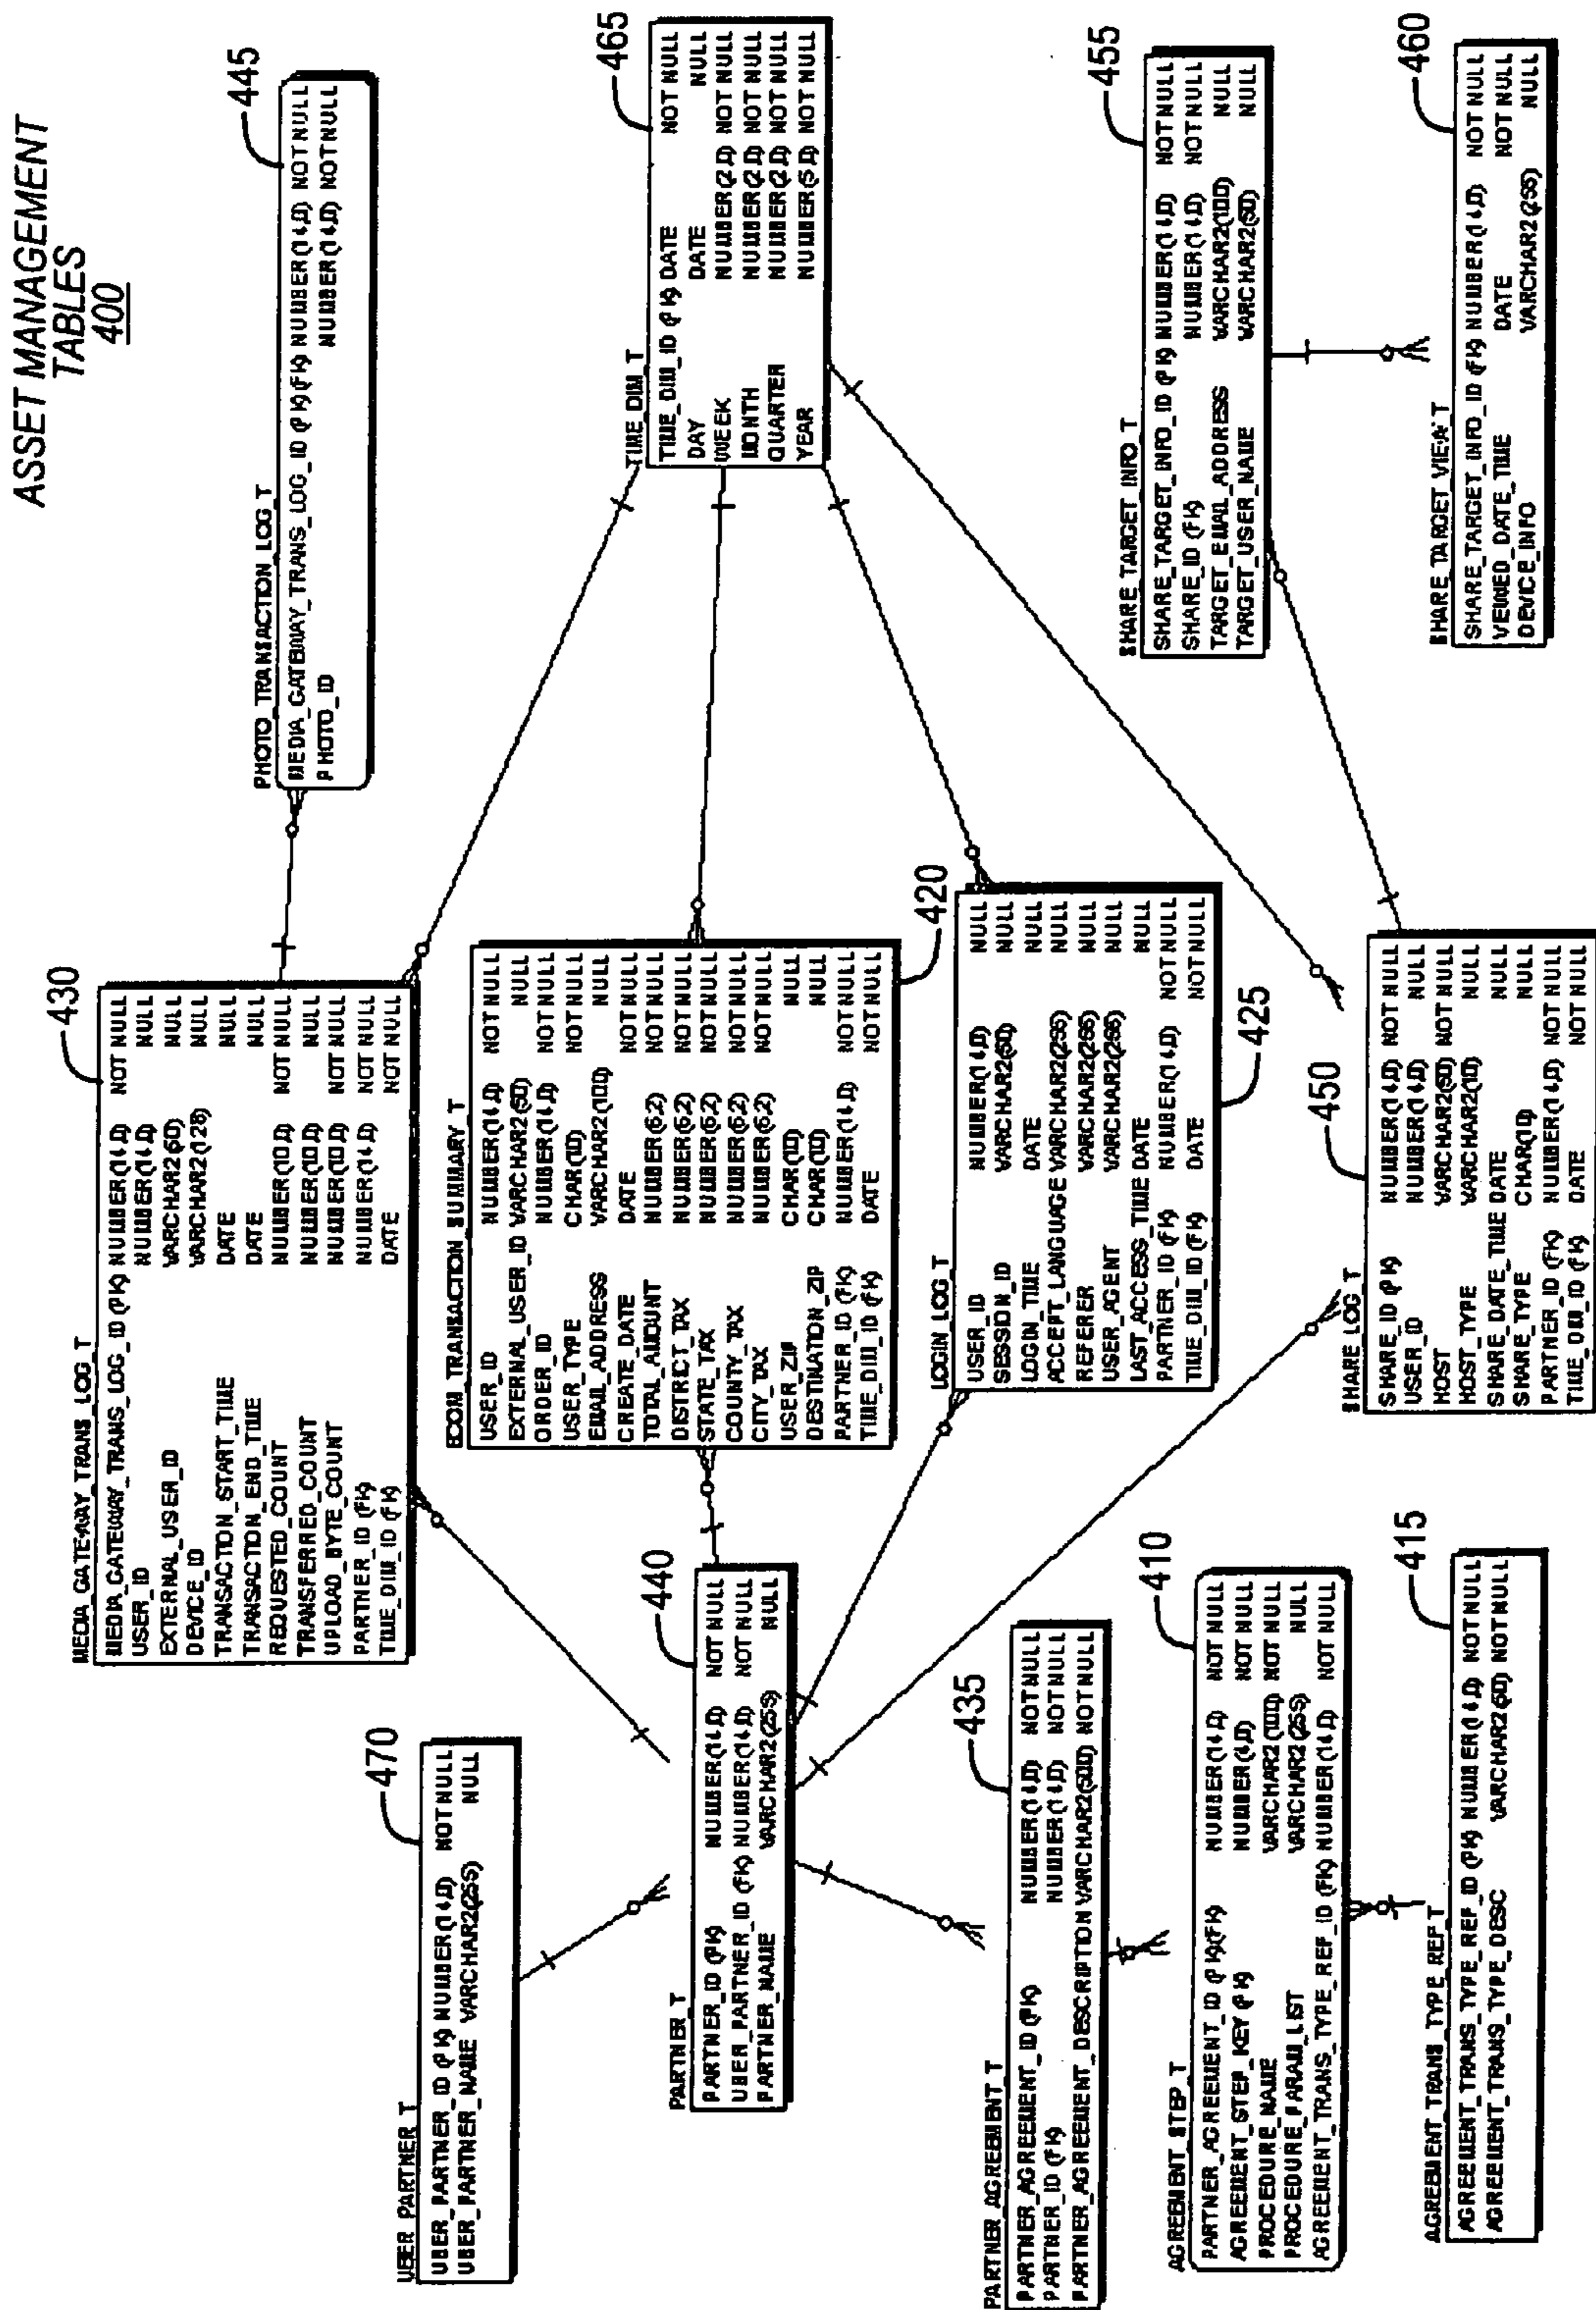 ASSET MANAGEMENT
TABLES
400
MEDIA_GATEWAY_TRANS_LOG_T
430
MEDIA_GATEWAY_TRANS_LOG_ID (PK) NUMBER(14,0) NOT NULL
USER_ID NUMBER(14,0) NULL
EXTERNAL_USER_ID VARCHAR2(60) NULL
DEVICE_ID VARCHAR2(128) NULL
TRANSACTION_START_TIME DATE NULL
TRANSACTION_END_TIME DATE NULL
REQUESTED_COUNT NUMBER(10,0) NOT NULL
TRANSFERRED_COUNT NUMBER(10,0) NULL
UPLOAD_BYTE_COUNT NUMBER(10,0) NOT NULL
PARTNER_ID (FK) NUMBER(14,0) NOT NULL
TIME_DIM_ID (FK) DATE NOT NULL
PHOTO_TRANSACTION_LOG_T
445
MEDIA_GATEWAY_TRANS_LOG_ID (PK)(FK) NUMBER(14,0) NOT NULL
PHOTO_ID NUMBER(14,0) NOT NULL
UBER_PARTNER_T
470
UBER_PARTNER_ID (PK) NUMBER(14,0) NOT NULL
UBER_PARTNER_NAME VARCHAR2(255) NULL
PARTNER_T
440
PARTNER_ID (PK) NUMBER(14,0) NOT NULL
UBER_PARTNER_ID (FK) NUMBER(14,0) NOT NULL
PARTNER_NAME VARCHAR2(255) NULL
ECOM_TRANSACTION_SUMMARY_T
420
USER_ID NUMBER(14,0) NOT NULL
EXTERNAL_USER_ID VARCHAR2(50) NULL
ORDER_ID NUMBER(14,0) NOT NULL
USER_TYPE CHAR(10) NOT NULL
EMAIL_ADDRESS VARCHAR2(100) NULL
CREATE_DATE DATE NOT NULL
TOTAL_AMOUNT NUMBER(6,2) NOT NULL
DISTRICT_TAX NUMBER(6,2) NOT NULL
STATE_TAX NUMBER(6,2) NOT NULL
COUNTY_TAX NUMBER(6,2) NOT NULL
CITY_TAX NUMBER(6,2) NOT NULL
USER_ZIP CHAR(10) NULL
DESTINATION_ZIP CHAR(10) NULL
PARTNER_ID (FK) NUMBER(14,0) NOT NULL
TIME_DIM_ID (FK) DATE NOT NULL
TIME_DIM_T
465
TIME_DIM_ID (PK) DATE NOT NULL
DAY DATE NULL
WEEK NUMBER(2,0) NOT NULL
MONTH NUMBER(2,0) NOT NULL
QUARTER NUMBER(2,0) NOT NULL
YEAR NUMBER(5,0) NOT NULL
PARTNER_AGREEMENT_T
435
PARTNER_AGREEMENT_ID (PK) NUMBER(14,0) NOT NULL
PARTNER_ID (FK) NUMBER(14,0) NOT NULL
PARTNER_AGREEMENT_DESCRIPTION VARCHAR2(500) NOT NULL
LOGIN_LOG_T
425
USER_ID NUMBER(14,0) NULL
SESSION_ID VARCHAR2(50) NULL
LOGIN_TIME DATE NULL
ACCEPT_LANGUAGE VARCHAR2(255) NULL
REFERER VARCHAR2(255) NULL
USER_AGENT VARCHAR2(255) NULL
LAST_ACCESS_TIME DATE NULL
PARTNER_ID (FK) NUMBER(14,0) NOT NULL
TIME_DIM_ID (FK) DATE NOT NULL
SHARE_TARGET_INFO_T
455
SHARE_TARGET_INFO_ID (PK) NUMBER(14,0) NOT NULL
SHARE_ID (FK) NUMBER(14,0) NOT NULL
TARGET_EMAIL_ADDRESS VARCHAR2(100) NULL
TARGET_USER_NAME VARCHAR2(50) NULL
AGREEMENT_STEP_T
410
PARTNER_AGREEMENT_ID (PK)(FK) NUMBER(14,0) NOT NULL
AGREEMENT_STEP_KEY (PK) NUMBER(4,0) NOT NULL
PROCEDURE_NAME VARCHAR2(100) NOT NULL
PROCEDURE_PARAM_LIST VARCHAR2(255) NULL
AGREEMENT_TRANS_TYPE_REF_ID (FK) NUMBER(14,0) NOT NULL
AGREEMENT_TRANS_TYPE_REF_T
415
AGREEMENT_TRANS_TYPE_REF_ID (PK) NUMBER(14,0) NOT NULL
AGREEMENT_TRANS_TYPE_DESC VARCHAR2(60) NOT NULL
SHARE_LOG_T
450
SHARE_ID (PK) NUMBER(14,0) NOT NULL
USER_ID NUMBER(14,0) NULL
HOST VARCHAR2(50) NOT NULL
HOST_TYPE VARCHAR2(10) NULL
SHARE_DATE_TIME DATE NULL
SHARE_TYPE CHAR(10) NULL
PARTNER_ID (FK) NUMBER(14,0) NOT NULL
TIME_DIM_ID (FK) DATE NOT NULL
SHARE_TARGET_VIEW_T
460
SHARE_TARGET_INFO_ID (FK) NUMBER(14,0) NOT NULL
VEIWED_DATE_TIME DATE NOT NULL
DEVICE_INFO VARCHAR2(255) NULL